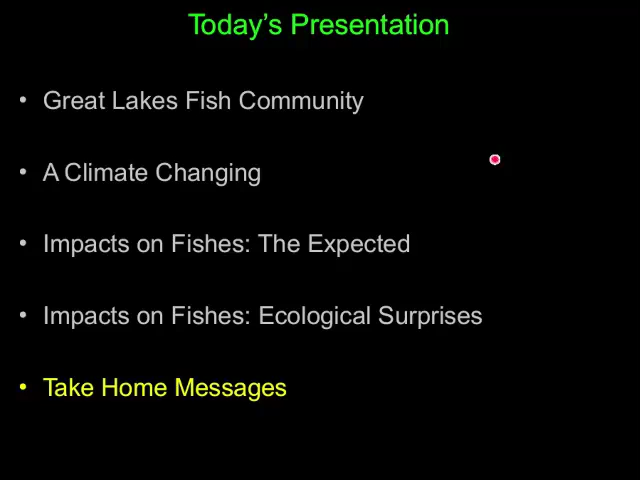 Today’s Presentation
• Great Lakes Fish Community
• A Climate Changing
• Impacts on Fishes: The Expected
• Impacts on Fishes: Ecological Surprises
• Take Home Messages